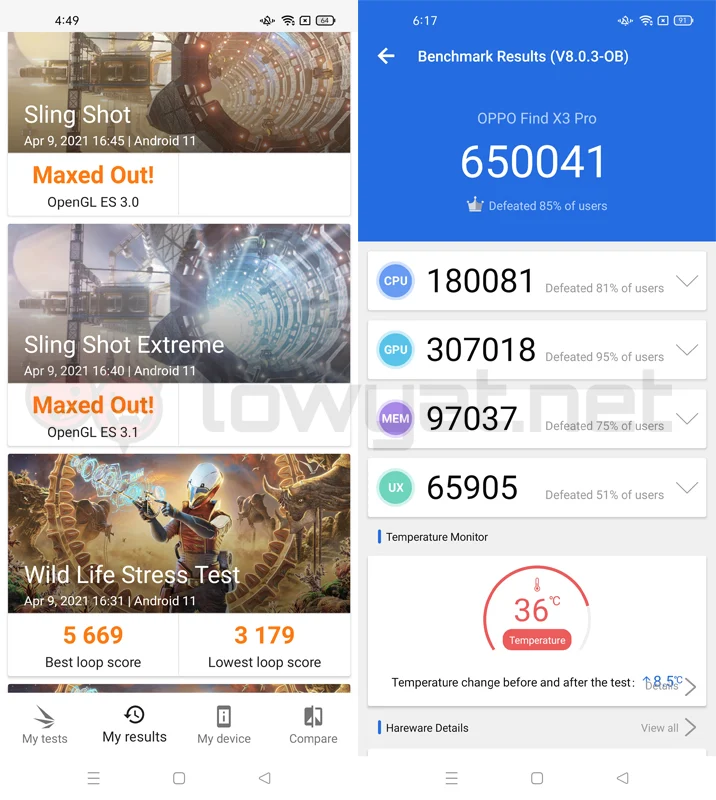 4:49
64
Sling Shot
Apr 9, 2021 16:45 | Android 11
Maxed Out!
OpenGL ES 3.0
Sling Shot Extreme
Apr 9, 2021 16:40 | Android 11
Maxed Out!
OpenGL ES 3.1
Wild Life Stress Test
Apr 9, 2021 16:31 | Android 11
5 669
Best loop score
3 179
Lowest loop score
My tests
My results
My device
Compare
6:17
91
Benchmark Results (V8.0.3-OB)
OPPO Find X3 Pro
650041
Defeated 85% of users
CPU
180081
Defeated 81% of users
GPU
307018
Defeated 95% of users
MEM
97037
Defeated 75% of users
UX
65905
Defeated 51% of users
Temperature Monitor
36°C
Temperature
Temperature change before and after the test: ↑8.5°C
Details
Hareware Details
View all
lowyat.net